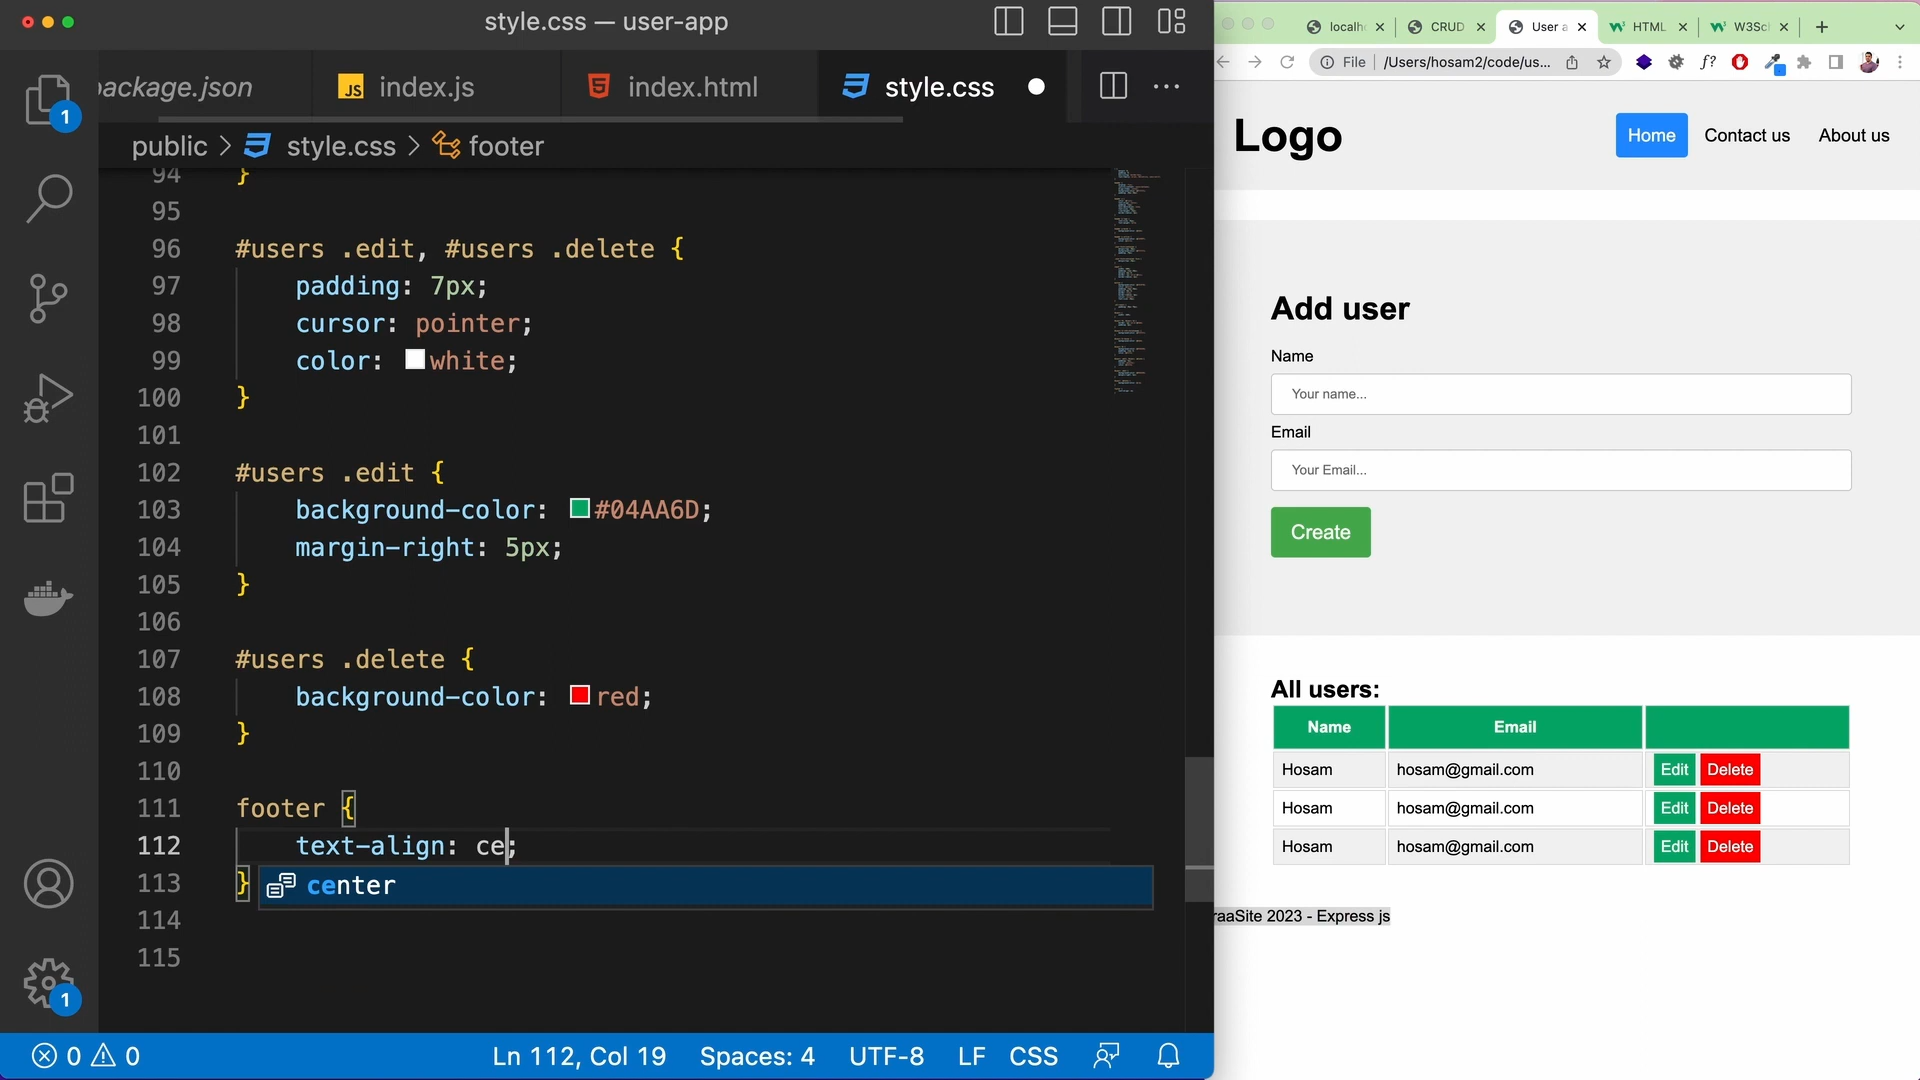 style.css — user-app
package.json
index.js
index.html
style.css
public > style.css > footer
94 }
95
96 #users .edit, #users .delete {
97 padding: 7px;
98 cursor: pointer;
99 color: white;
100 }
101
102 #users .edit {
103 background-color: #04AA6D;
104 margin-right: 5px;
105 }
106
107 #users .delete {
108 background-color: red;
109 }
110
111 footer {
112 text-align: ce;
113 }
center
114
115
1
1
0 0
Ln 112, Col 19 Spaces: 4 UTF-8 LF CSS
localh
CRUD
User a
HTML
W3Sc
File /Users/hosam2/code/us...
Logo
Home Contact us About us
Add user
Name
Your name...
Email
Your Email...
Create
All users:
Name Email
Hosam hosam@gmail.com Edit Delete
Hosam hosam@gmail.com Edit Delete
Hosam hosam@gmail.com Edit Delete
raaSite 2023 - Express js